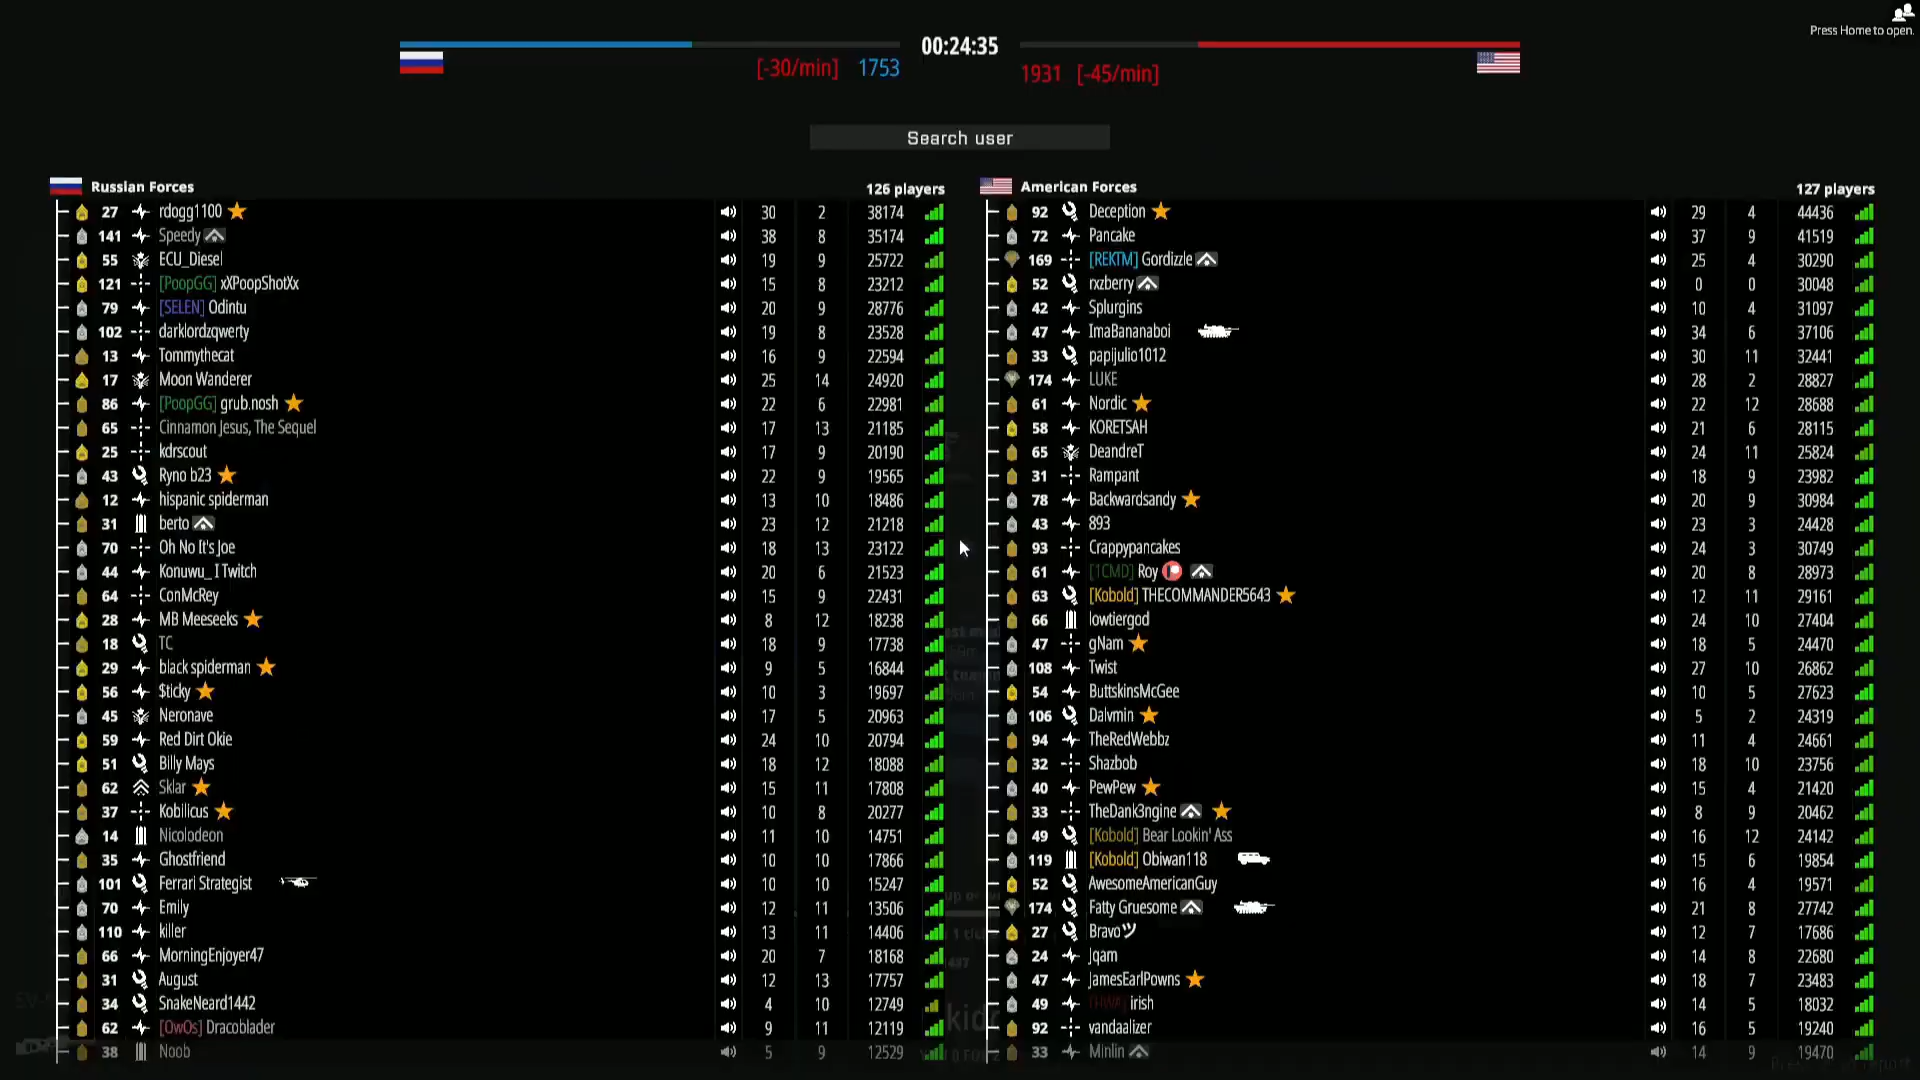 Press Home to open.
00:24:35
[-30/min] 1753
1931 [-45/min]
Search user
Russian Forces 126 players
27 rdogg1100 30 2 38174
141 Speedy 38 8 35174
55 ECU_Diesel 19 9 25722
121 [PoopGG] xXPoopShotXx 15 8 23212
79 [SELEN] Odintu 20 9 28776
102 darklordzqwerty 19 8 23528
13 Tommythecat 16 9 22594
17 Moon Wanderer 25 14 24920
86 [PoopGG] grub.nosh 22 6 22981
65 Cinnamon Jesus, The Sequel 17 13 21185
25 kdrscout 17 9 20190
43 Ryno b23 22 9 19565
12 hispanic spiderman 13 10 18486
31 berto 23 12 21218
70 Oh No It's Joe 18 13 23122
44 Konuwu_ I Twitch 20 6 21523
64 ConMcRey 15 9 22431
28 MB Meeseeks 8 12 18238
18 TC 18 9 17738
29 black spiderman 9 5 16844
56 $ticky 10 3 19697
45 Neronave 17 5 20963
59 Red Dirt Okie 24 10 20794
51 Billy Mays 18 12 18088
62 Sklar 15 11 17808
37 Kobilicus 10 8 20277
14 Nicolodeon 11 10 14751
35 Ghostfriend 10 10 17866
101 Ferrari Strategist 10 10 15247
70 Emily 12 11 13506
110 killer 13 11 14406
66 MorningEnjoyer47 20 7 18168
31 August 12 13 17757
34 SnakeNeard1442 4 10 12749
62 [OwOs] Dracoblader 9 11 12119
38 Noob 5 9 12529
American Forces 127 players
92 Deception 29 4 44436
72 Pancake 37 9 41519
169 [REKTM] Gordizzle 25 4 30290
52 rxzberry 0 0 30048
42 Splurgins 10 4 31097
47 ImaBananaboi 34 6 37106
33 papijulio1012 30 11 32441
174 LUKE 28 2 28827
61 Nordic 22 12 28688
58 KORETSAH 21 6 28115
65 DeandreT 24 11 25824
31 Rampant 18 9 23982
78 Backwardsandy 20 9 30984
43 893 23 3 24428
93 Crappypancakes 24 3 30749
61 [1CMD] Roy 20 8 28973
63 [Kobold] THECOMMANDER5643 12 11 29161
66 lowtiergod 24 10 27404
47 gNam 18 5 24470
108 Twist 27 10 26862
54 ButtskinsMcGee 10 5 27623
106 Dalvmin 5 2 24319
94 TheRedWebbz 11 4 24661
32 Shazbob 18 10 23756
40 PewPew 15 4 21420
33 TheDank3ngine 8 9 20462
49 [Kobold] Bear Lookin' Ass 16 12 24142
119 [Kobold] Obiwan118 15 6 19854
52 AwesomeAmericanGuy 16 4 19571
174 Fatty Gruesome 21 8 27742
27 Bravoツ 12 7 17686
24 Jqam 14 8 22680
47 JamesEarlPowns 18 7 23483
49 irish 14 5 18032
92 vandaalizer 16 5 19240
33 Minlin 14 9 19470